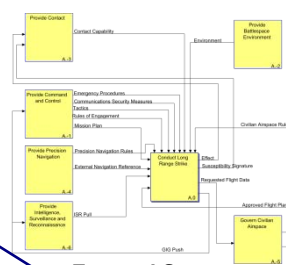 Provide Contact
A.-3
Contact Capability
Provide
Battlespace
Environment
A.-2
Environment
Provide Command
and Control
A.-1
Emergency Procedures
Communications Security Measures
Tactics
Rules of Engagement
Mission Plan
Civilian Airspace Rul
Provide Precision
Navigation
A.-4
Precision Navigation Rules
External Navigation Reference
Conduct Long
Range Strike
A.0
Effect
Susceptibility Signature
Requested Flight Data
Provide
Intelligence,
Surveillance and
Reconnaissance
A.-6
ISR Pull
GIG Push
Approved Flight Plan
Govern Civilian
Airspace
A.-5